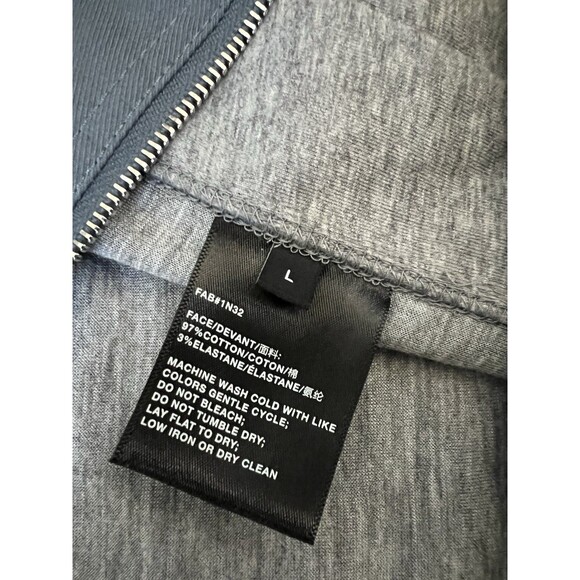 L
FAB#1N32
FACE/DEVANT/面料:
97%COTTON/COTON/棉
3%ELASTANE/ÉLASTANE/氨纶
MACHINE WASH COLD WITH LIKE
COLORS GENTLE CYCLE;
DO NOT BLEACH;
DO NOT TUMBLE DRY;
LAY FLAT TO DRY;
LOW IRON OR DRY CLEAN